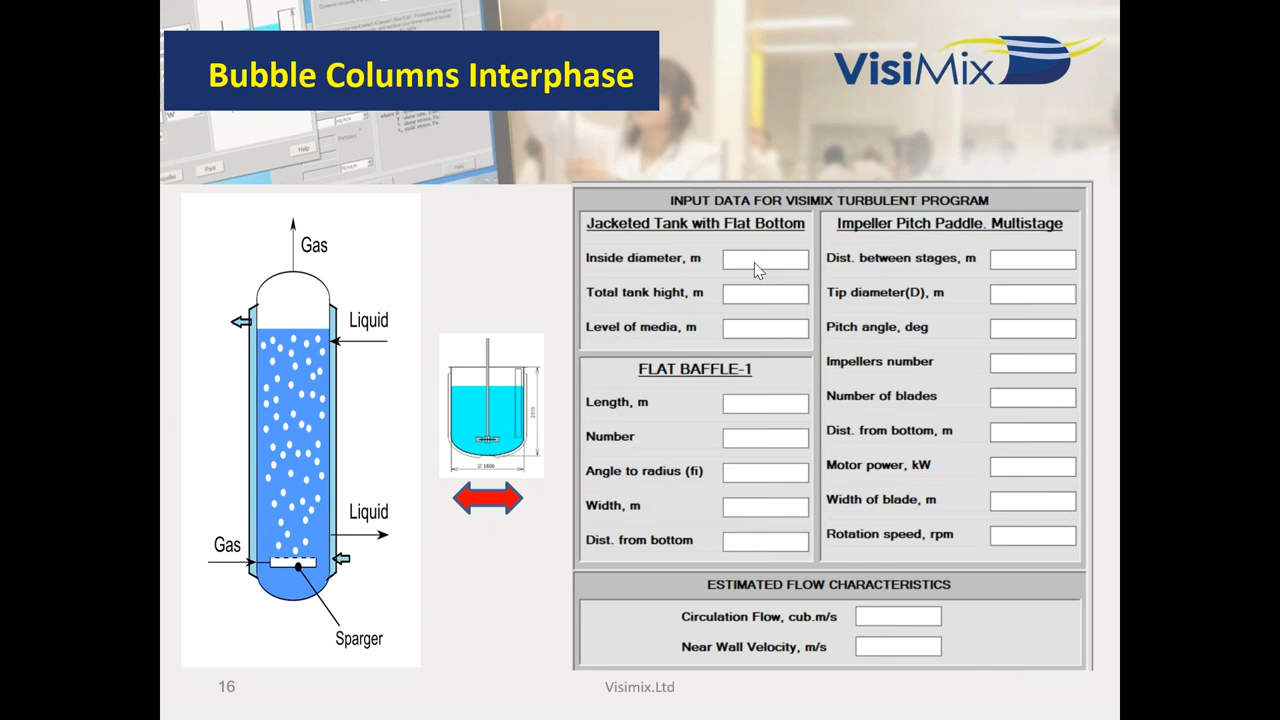 Bubble Columns Interphase
VisiMix
Print
Help
Gas
Liquid
Liquid
Gas
Sparger
Ø 1800
INPUT DATA FOR VISIMIX TURBULENT PROGRAM
Jacketed Tank with Flat Bottom
Inside diameter, m
Total tank hight, m
Level of media, m
FLAT BAFFLE-1
Length, m
Number
Angle to radius (fi)
Width, m
Dist. from bottom
Impeller Pitch Paddle. Multistage
Dist. between stages, m
Tip diameter(D), m
Pitch angle, deg
Impellers number
Number of blades
Dist. from bottom, m
Motor power, kW
Width of blade, m
Rotation speed, rpm
ESTIMATED FLOW CHARACTERISTICS
Circulation Flow, cub.m/s
Near Wall Velocity, m/s
16
Visimix.Ltd